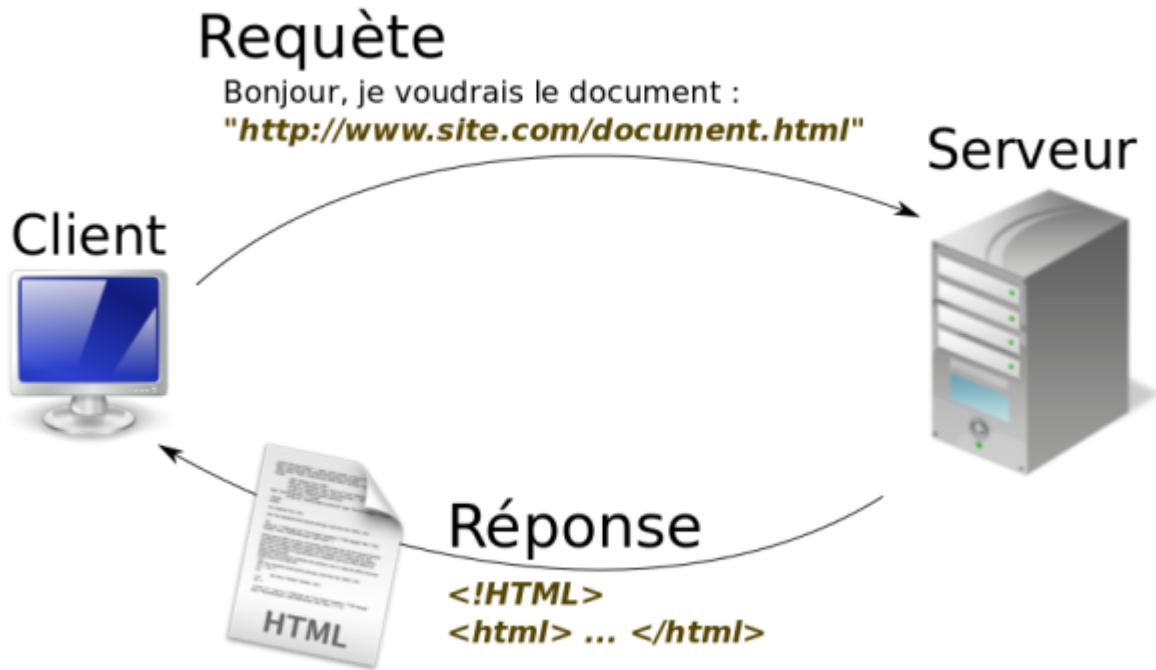 Requète
Bonjour, je voudrais le document :
"http://www.site.com/document.html"
Serveur
Client
Réponse
<!HTML>
<html> ... </html>
HTML